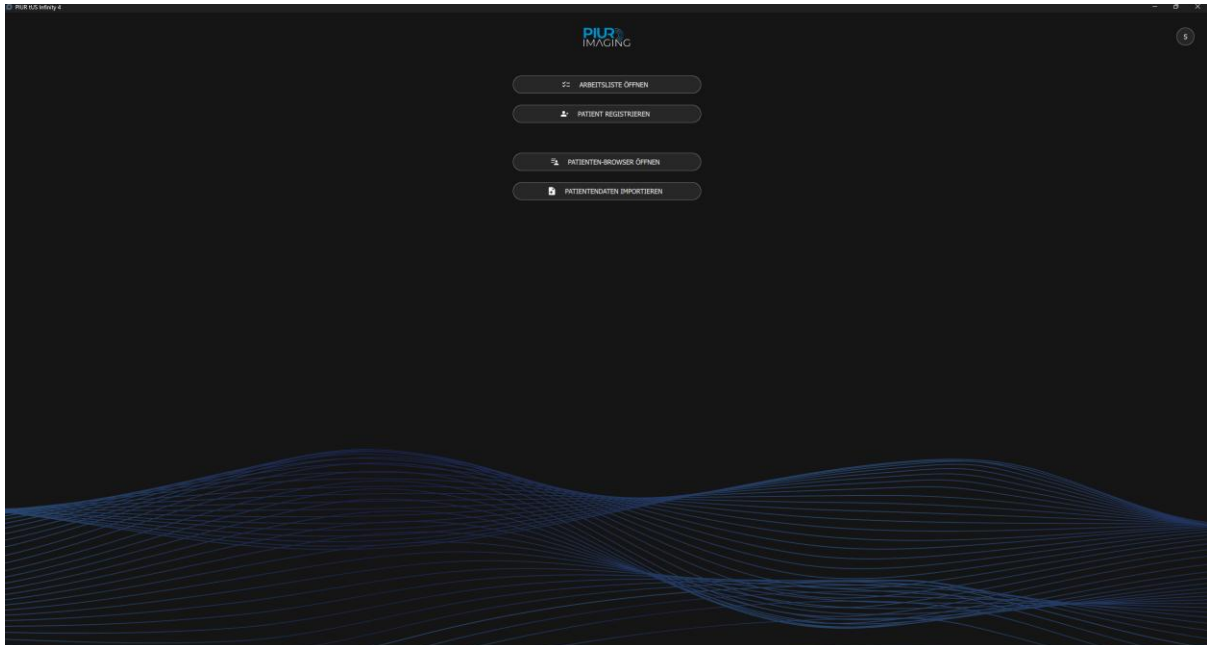 PIUR tUS Infinity 4
PIUR
IMAGING
S
ARBEITSLISTE ÖFFNEN
PATIENT REGISTRIEREN
PATIENTEN-BROWSER ÖFFNEN
PATIENTENDATEN IMPORTIEREN